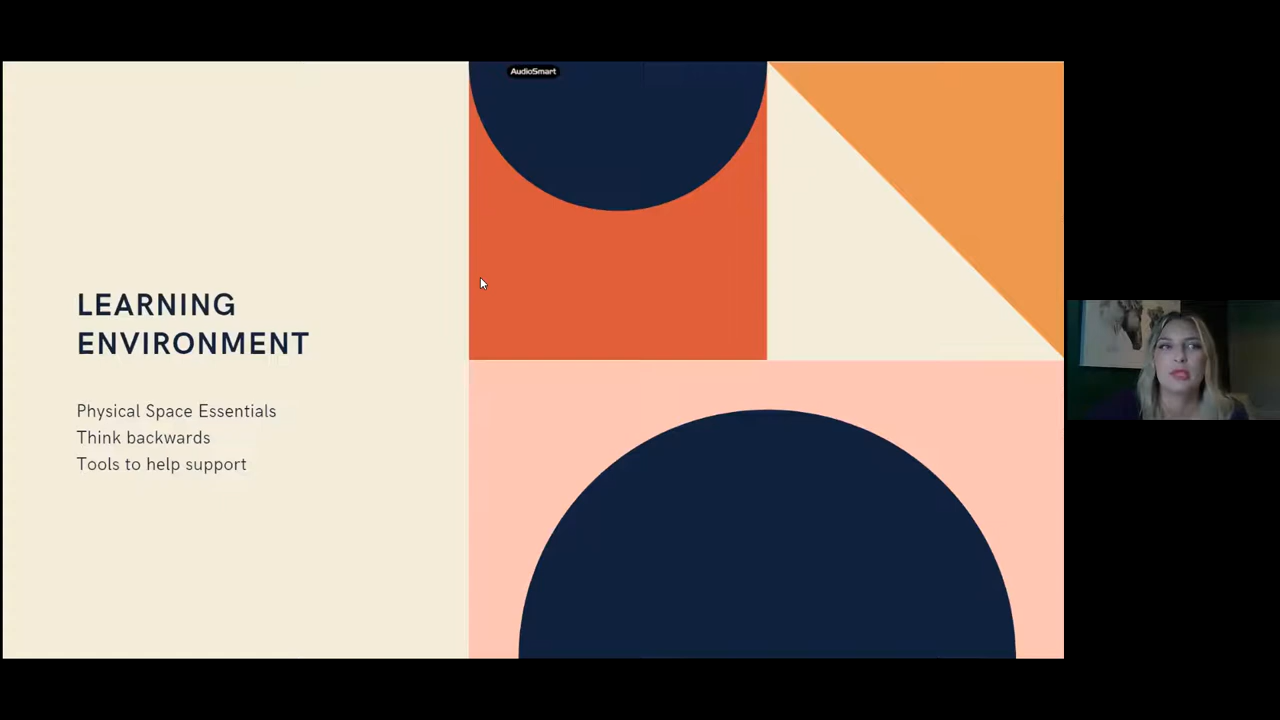 AudioSmart
LEARNING
ENVIRONMENT
Physical Space Essentials
Think backwards
Tools to help support